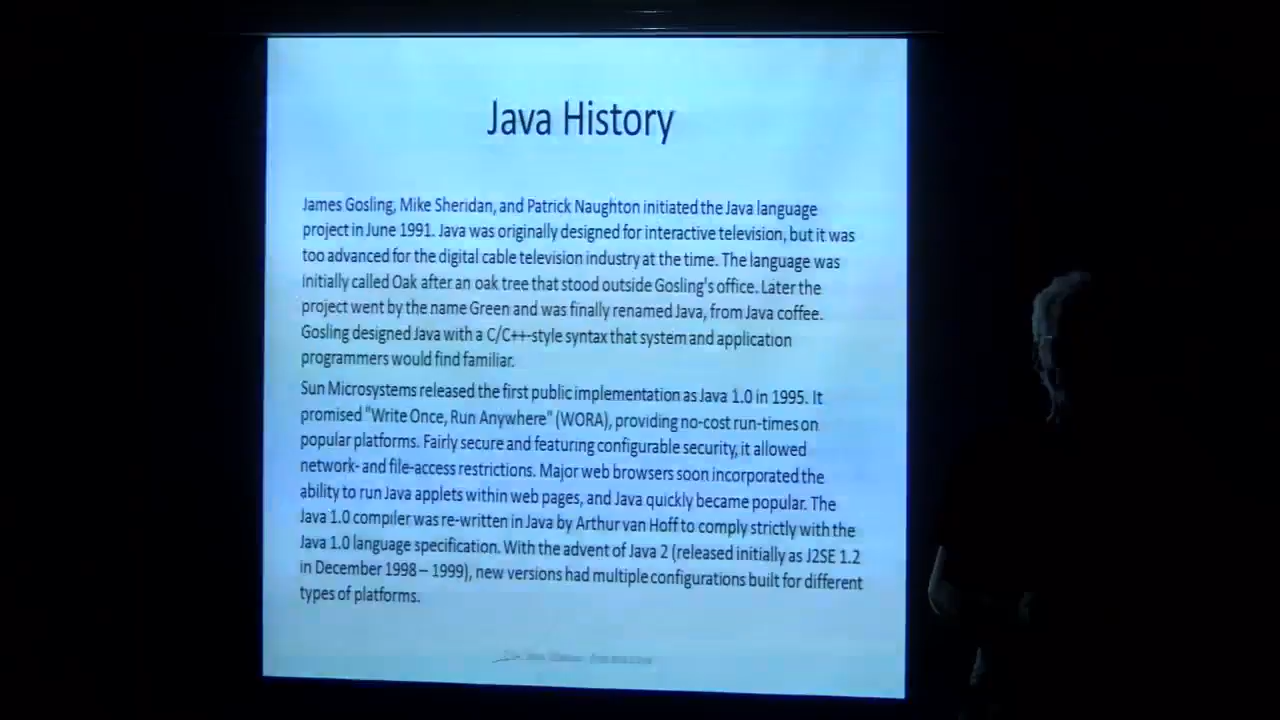 Java History
James Gosling, Mike Sheridan, and Patrick Naughton initiated the Java language
project in June 1991. Java was originally designed for interactive television, but it was
too advanced for the digital cable television industry at the time. The language was
initially called Oak after an oak tree that stood outside Gosling's office. Later the
project went by the name Green and was finally renamed Java, from Java coffee.
Gosling designed Java with a C/C++-style syntax that system and application
programmers would find familiar.
Sun Microsystems released the first public implementation as Java 1.0 in 1995. It
promised "Write Once, Run Anywhere" (WORA), providing no-cost run-times on
popular platforms. Fairly secure and featuring configurable security, it allowed
network- and file-access restrictions. Major web browsers soon incorporated the
ability to run Java applets within web pages, and Java quickly became popular. The
Java 1.0 compiler was re-written in Java by Arthur van Hoff to comply strictly with the
Java 1.0 language specification. With the advent of Java 2 (released initially as J2SE 1.2
in December 1998 – 1999), new versions had multiple configurations built for different
types of platforms.